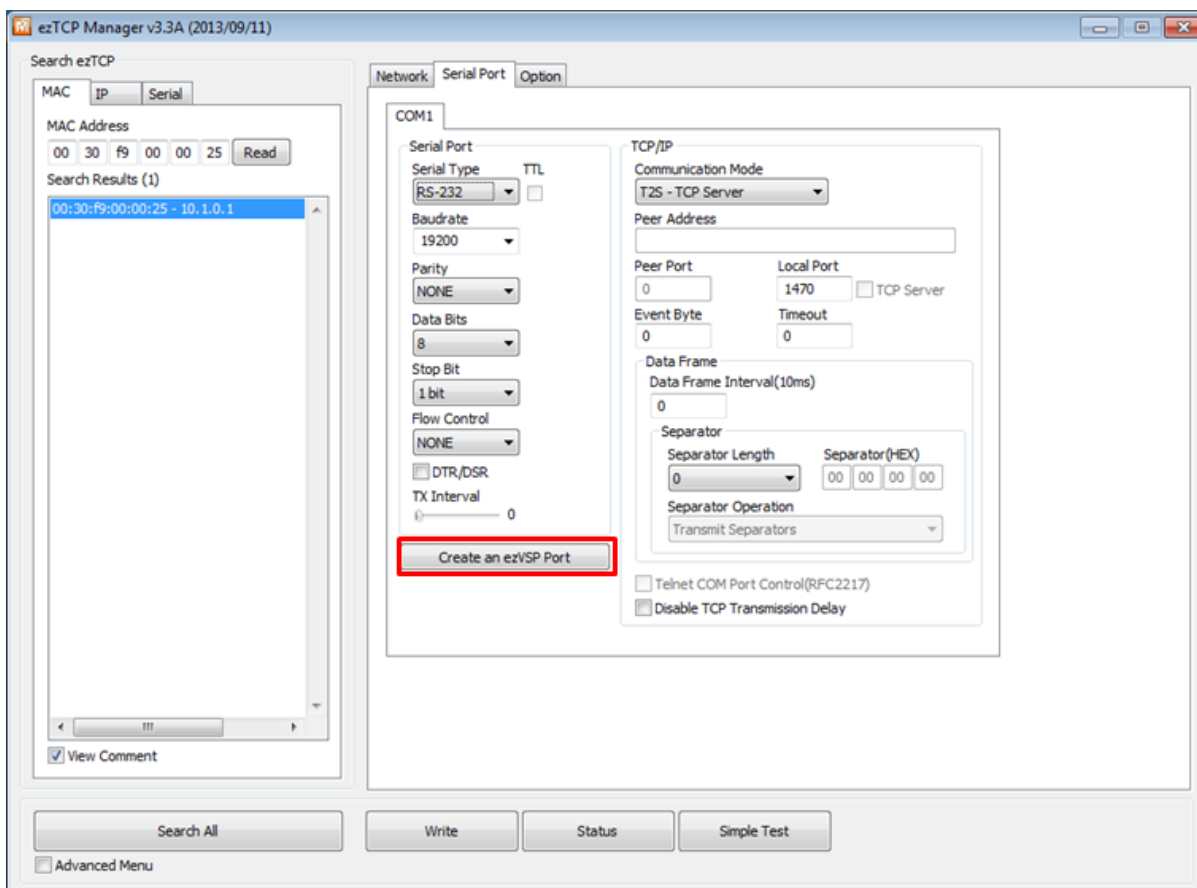 ezTCP Manager v3.3A (2013/09/11)
Search ezTCP
MAC IP Serial
MAC Address
00 30 f9 00 00 25 Read
Search Results (1)
00:30:f9:00:00:25 - 10.1.0.1
View Comment
Network Serial Port Option
COM1
Serial Port
Serial Type TTL
RS-232
Baudrate
19200
Parity
NONE
Data Bits
8
Stop Bit
1 bit
Flow Control
NONE
DTR/DSR
TX Interval
0
Create an ezVSP Port
TCP/IP
Communication Mode
T2S - TCP Server
Peer Address
Peer Port Local Port
0 1470 TCP Server
Event Byte Timeout
0 0
Data Frame
Data Frame Interval(10ms)
0
Separator
Separator Length Separator(HEX)
0 00 00 00 00
Separator Operation
Transmit Separators
Telnet COM Port Control(RFC2217)
Disable TCP Transmission Delay
Search All Write Status Simple Test
Advanced Menu